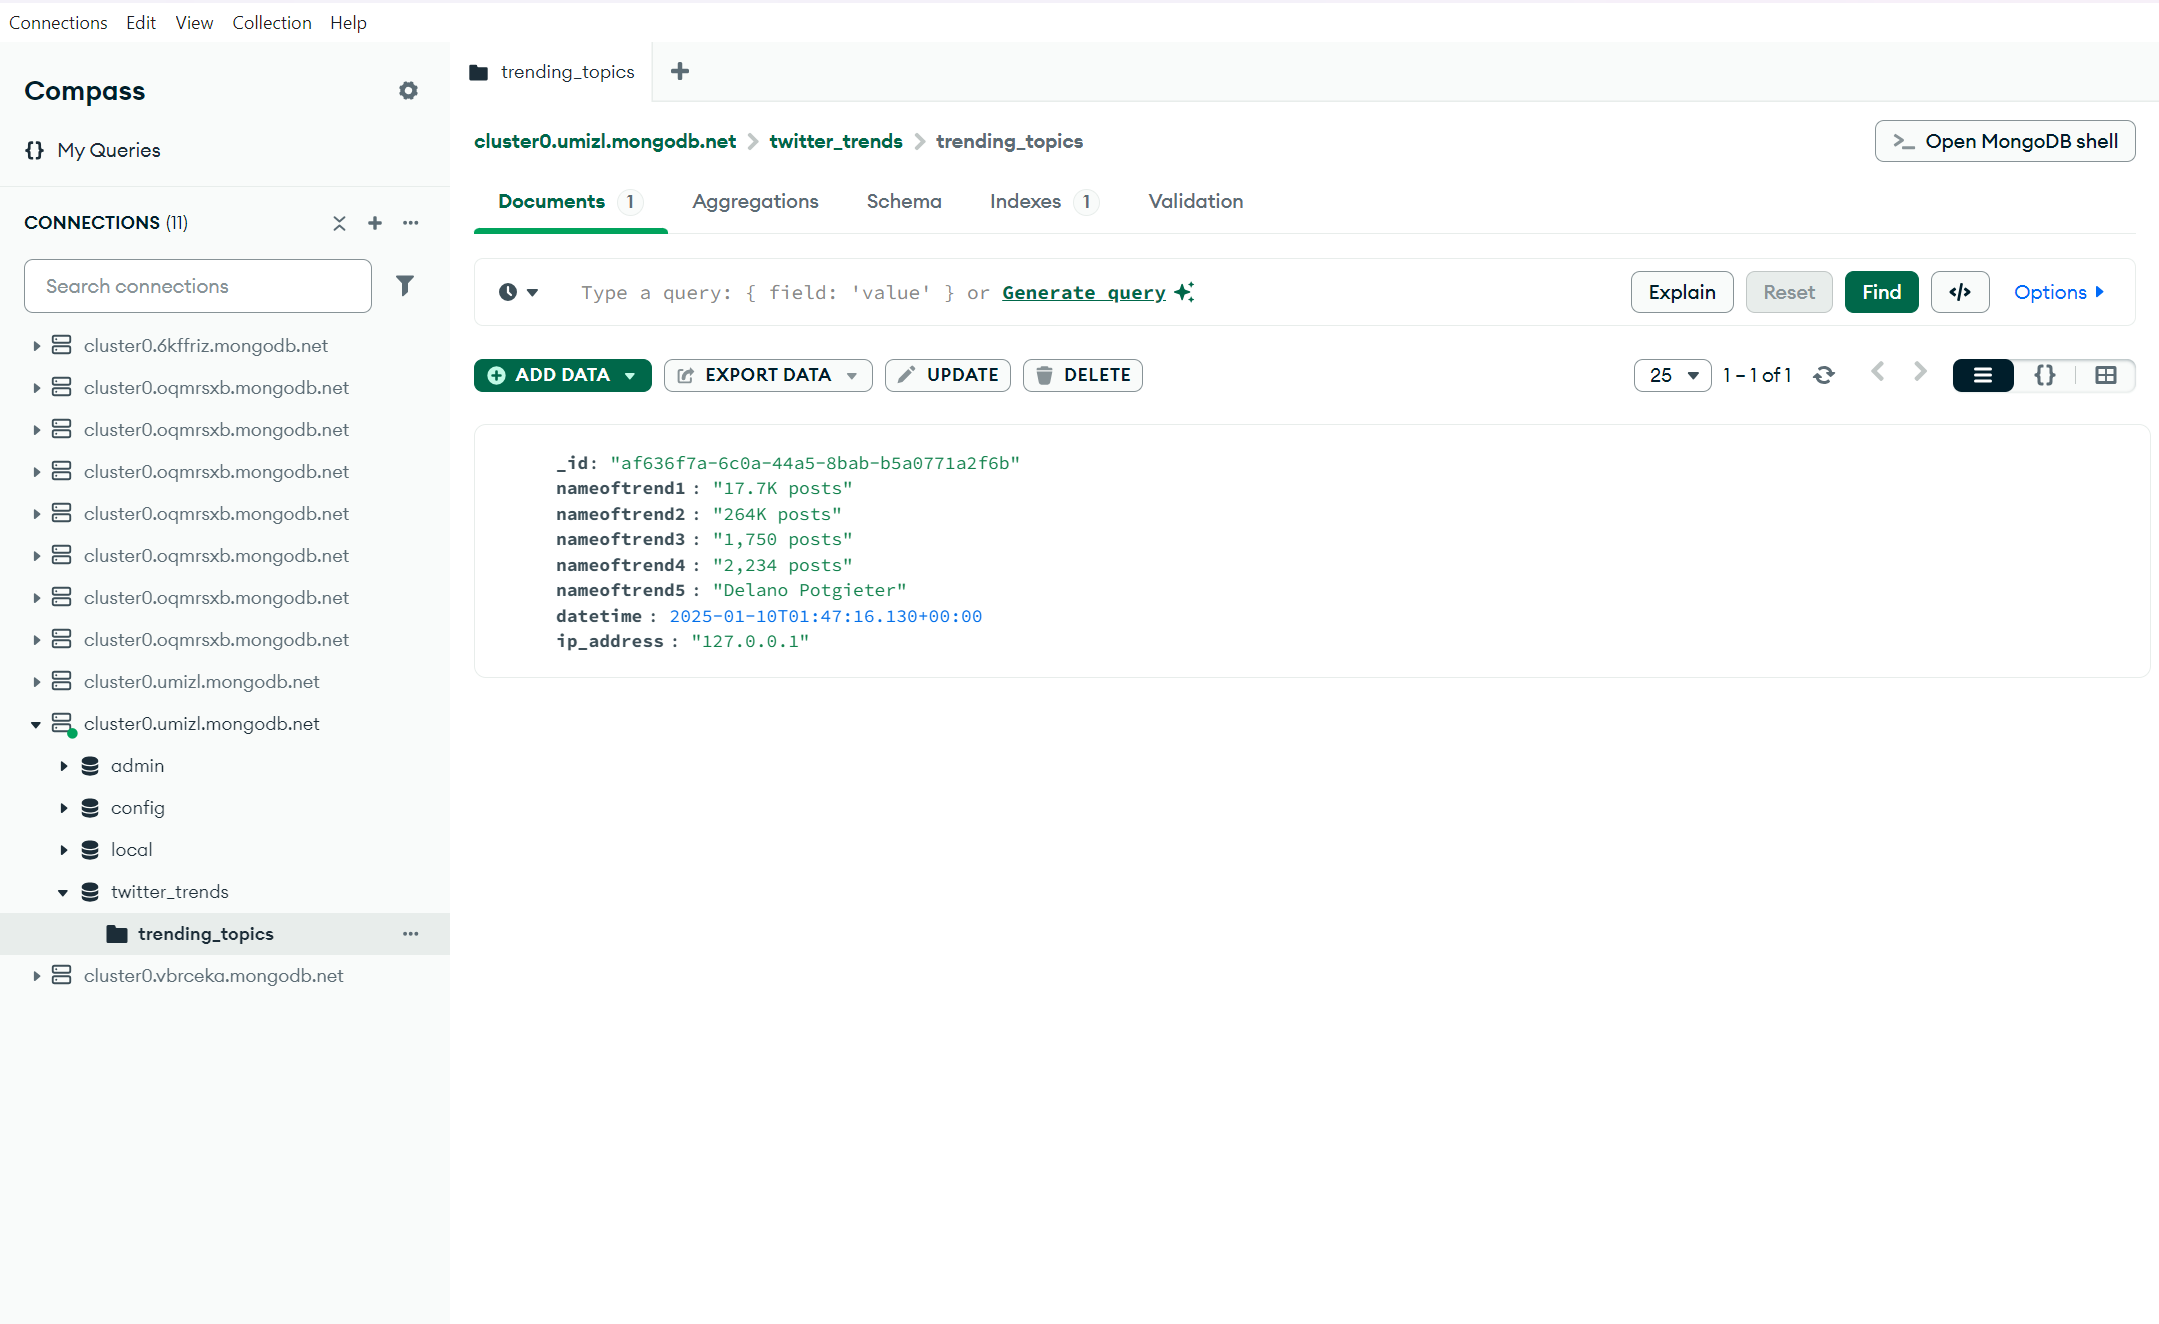 Connections Edit View Collection Help
Compass
{} My Queries
CONNECTIONS (11)
Search connections
cluster0.6kffriz.mongodb.net
cluster0.oqmrsxb.mongodb.net
cluster0.oqmrsxb.mongodb.net
cluster0.oqmrsxb.mongodb.net
cluster0.oqmrsxb.mongodb.net
cluster0.oqmrsxb.mongodb.net
cluster0.oqmrsxb.mongodb.net
cluster0.oqmrsxb.mongodb.net
cluster0.umizl.mongodb.net
cluster0.umizl.mongodb.net
admin
config
local
twitter_trends
trending_topics
cluster0.vbrceka.mongodb.net
trending_topics
cluster0.umizl.mongodb.net > twitter_trends > trending_topics
>_ Open MongoDB shell
Documents 1 Aggregations Schema Indexes 1 Validation
Type a query: { field: 'value' } or Generate query
Explain Reset Find </> Options
ADD DATA EXPORT DATA UPDATE DELETE
25 1 – 1 of 1 {}
_id: "af636f7a-6c0a-44a5-8bab-b5a0771a2f6b"
nameoftrend1 : "17.7K posts"
nameoftrend2 : "264K posts"
nameoftrend3 : "1,750 posts"
nameoftrend4 : "2,234 posts"
nameoftrend5 : "Delano Potgieter"
datetime : 2025-01-10T01:47:16.130+00:00
ip_address : "127.0.0.1"